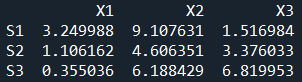 X1 X2 X3
S1 3.249988 9.107631 1.516984
S2 1.106162 4.606351 3.376033
S3 0.355036 6.188429 6.819953